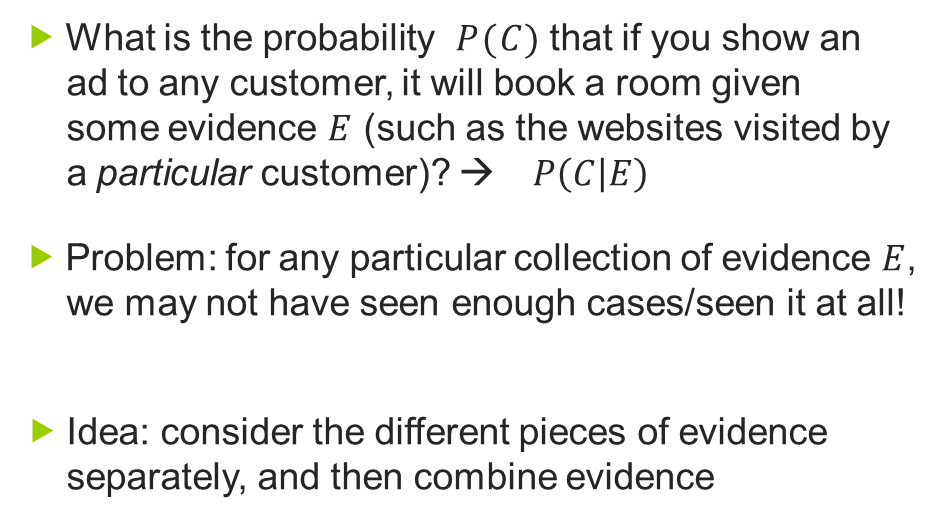 What is the probability P(C) that if you show an
ad to any customer, it will book a room given
some evidence E (such as the websites visited by
a particular customer)? → P(C|E)
Problem: for any particular collection of evidence E,
we may not have seen enough cases/seen it at all!
Idea: consider the different pieces of evidence
separately, and then combine evidence